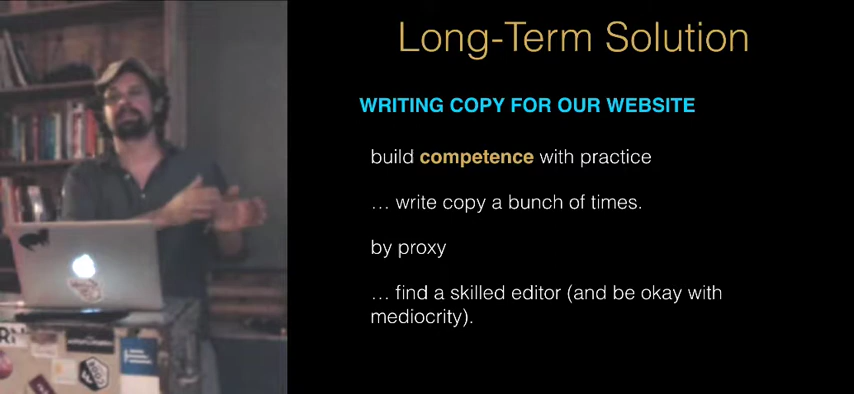 Long-Term Solution
WRITING COPY FOR OUR WEBSITE
build competence with practice
… write copy a bunch of times.
by proxy
… find a skilled editor (and be okay with
mediocrity).